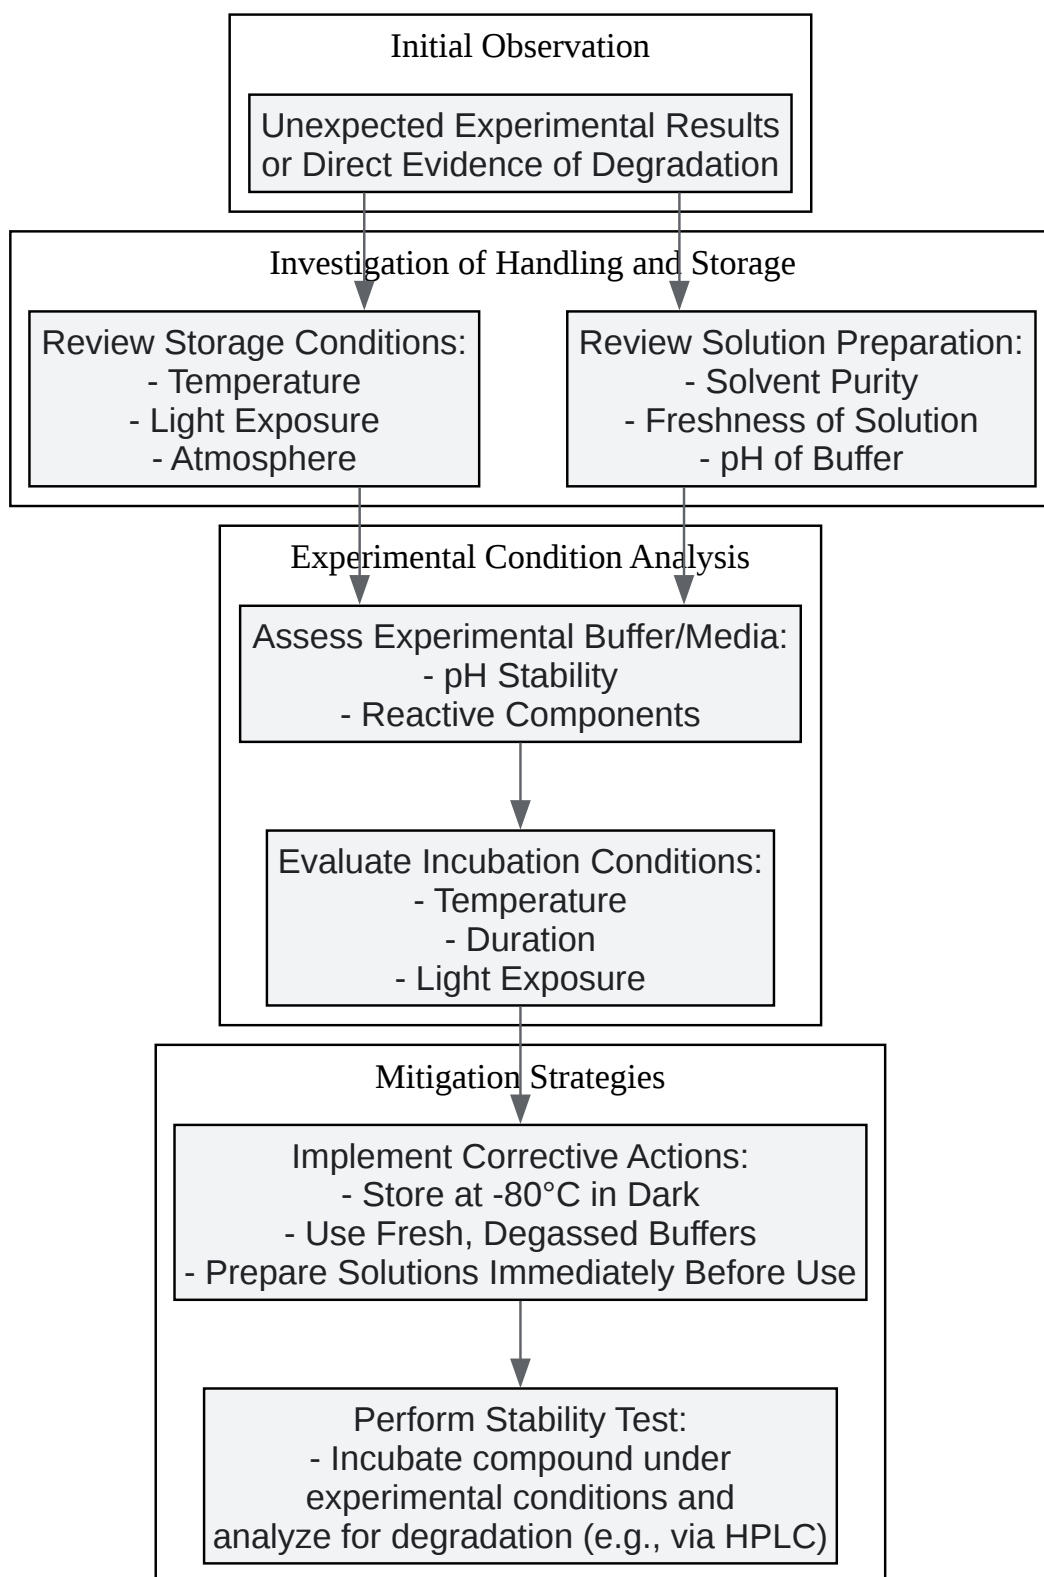 Initial Observation
Unexpected Experimental Results
or Direct Evidence of Degradation
Investigation of Handling and Storage
Review Storage Conditions:
- Temperature
- Light Exposure
- Atmosphere
Review Solution Preparation:
- Solvent Purity
- Freshness of Solution
- pH of Buffer
Experimental Condition Analysis
Assess Experimental Buffer/Media:
- pH Stability
- Reactive Components
Evaluate Incubation Conditions:
- Temperature
- Duration
- Light Exposure
Mitigation Strategies
Implement Corrective Actions:
- Store at -80°C in Dark
- Use Fresh, Degassed Buffers
- Prepare Solutions Immediately Before Use
Perform Stability Test:
- Incubate compound under
experimental conditions and
analyze for degradation (e.g., via HPLC)